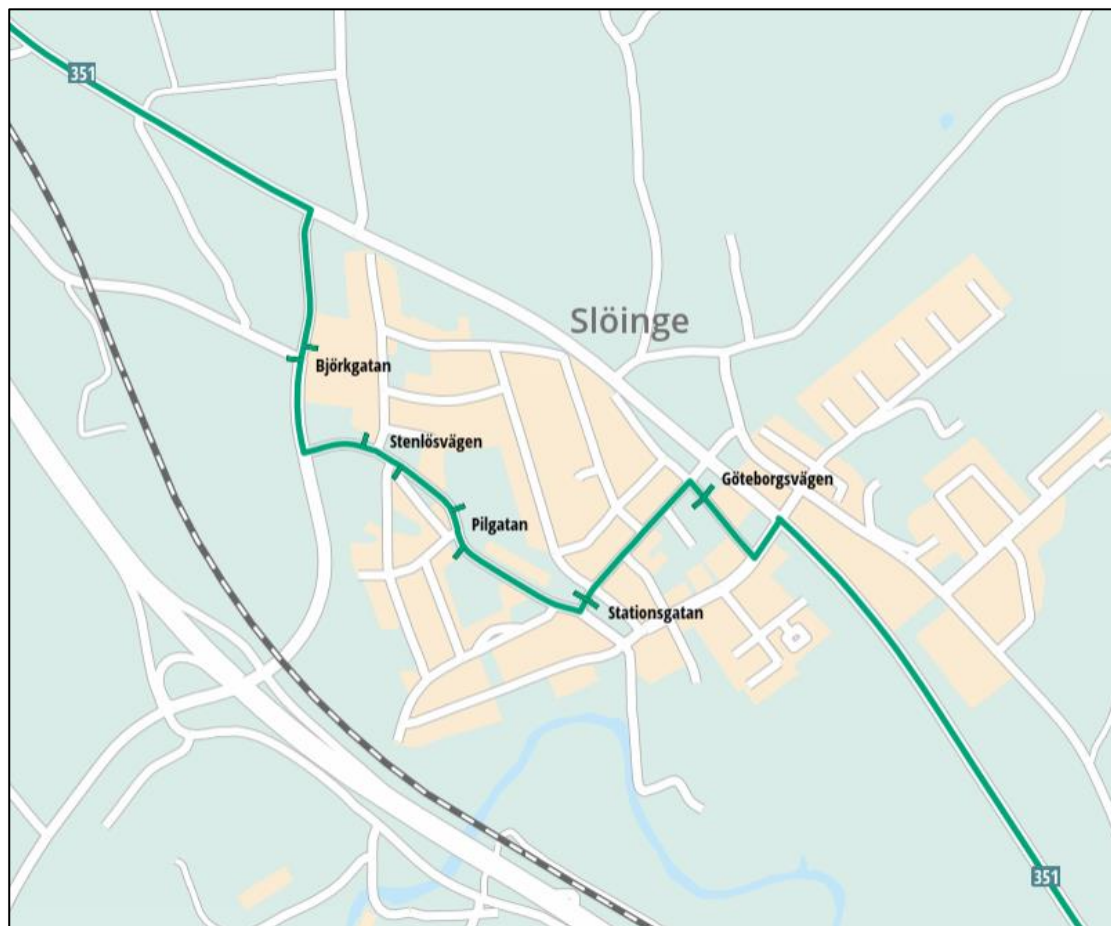 351
Slöinge
Björkgatan
Stenlösvägen
Göteborgsvägen
Pilgatan
Stationsgatan
351